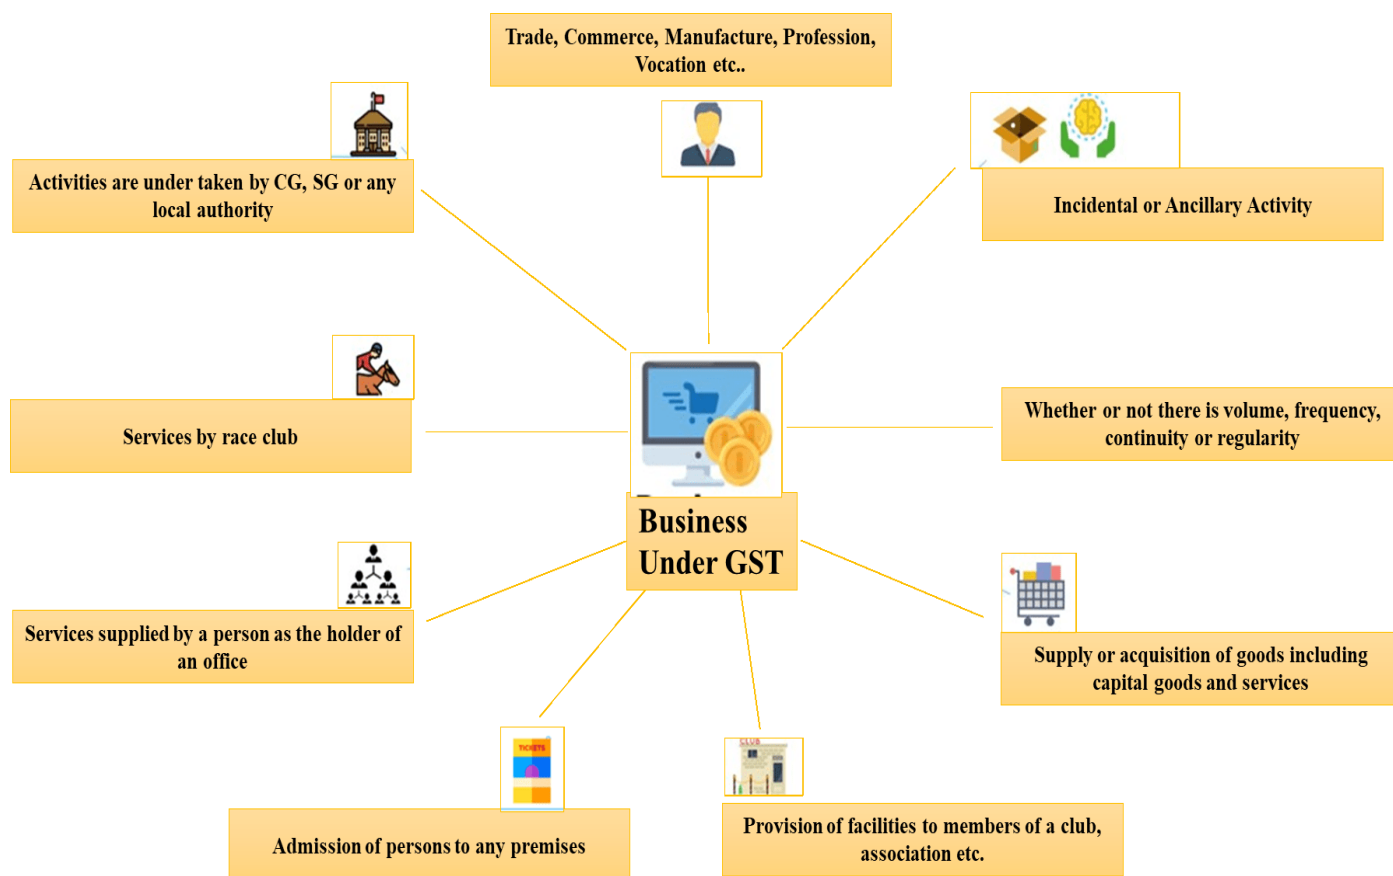 Trade, Commerce, Manufacture, Profession,
Vocation etc..
Activities are under taken by CG, SG or any
local authority
Incidental or Ancillary Activity
Services by race club
Whether or not there is volume, frequency,
continuity or regularity
Business
Under GST
Services supplied by a person as the holder of
an office
Supply or acquisition of goods including
capital goods and services
TICKETS
CLUB
Admission of persons to any premises
Provision of facilities to members of a club,
association etc.